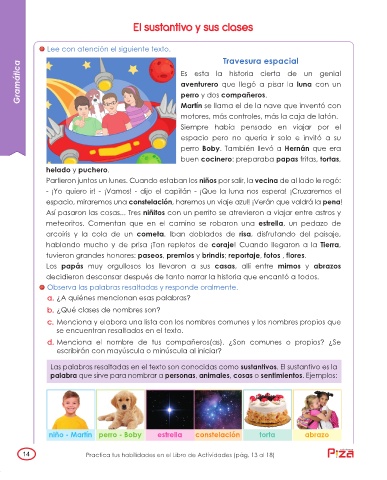 El sustantivo y sus clases
Gramática
Lee con atención el siguiente texto.
Travesura espacial
Es esta la historia cierta de un genial
aventurero que llegó a pisar la luna con un
perro y dos compañeros.
Martín se llama el de la nave que inventó con
motores, más controles, más la caja de latón.
Siempre había pensado en viajar por el
espacio pero no quería ir solo e invitó a su
perro Boby. También llevó a Hernán que era
buen cocinero; preparaba papas fritas, tortas,
helado y puchero.
Partieron juntos un lunes. Cuando estaban los niños por salir, la vecina de al lado le rogó:
- ¡Yo quiero ir! - ¡Vamos! - dijo el capitán - ¡Que la luna nos espera! ¡Cruzaremos el
espacio, miraremos una constelación, haremos un viaje azul! ¡Verán que valdrá la pena!
Así pasaron las cosas... Tres niñitos con un perrito se atrevieron a viajar entre astros y
meteoritos. Comentan que en el camino se robaron una estrella, un pedazo de
arcoíris y la cola de un cometa. Iban doblados de risa, disfrutando del paisaje,
hablando mucho y de prisa ¡Tan repletos de coraje! Cuando llegaron a la Tierra,
tuvieron grandes honores: paseos, premios y brindis; reportaje, fotos , flores.
Los papás muy orgullosos los llevaron a sus casas, allí entre mimos y abrazos
decidieron descansar después de tanto narrar la historia que encantó a todos.
Observa las palabras resaltadas y responde oralmente.
a. ¿A quiénes mencionan esas palabras?
b. ¿Qué clases de nombres son?
c. Menciona y elabora una lista con los nombres comunes y los nombres propios que
se encuentran resaltados en el texto.
d. Menciona el nombre de tus compañeros(as). ¿Son comunes o propios? ¿Se
escribirán con mayúscula o minúscula al iniciar?
Las palabras resaltadas en el texto son conocidas como sustantivos. El sustantivo es la
palabra que sirve para nombrar a personas, animales, cosas o sentimientos. Ejemplos:
niño - Martín perro - Boby estrella constelación torta abrazo
14
Practica tus habilidades en el Libro de Actividades (pág. 13 al 18)